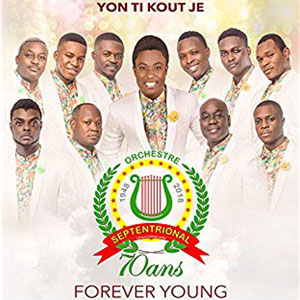 YON TI KOUT JE
ORCHESTRE
1948 2018
SEPTENTRIONAL
70ans
FOREVER YOUNG